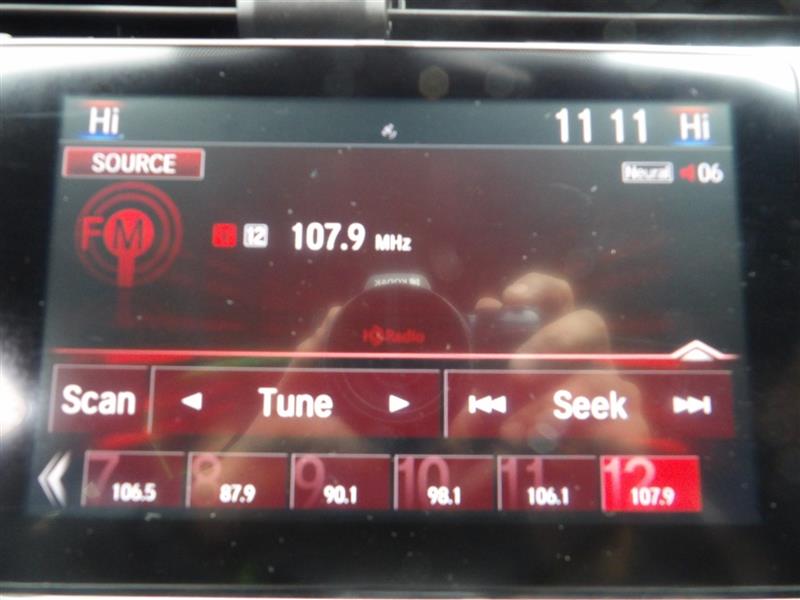 Hi 11 11 Hi
SOURCE
Neural 06
FM
12 107.9 MHz
HD Radio
Scan Tune Seek
7 8 9 10 11 12
106.5 87.9 90.1 98.1 106.1 107.9